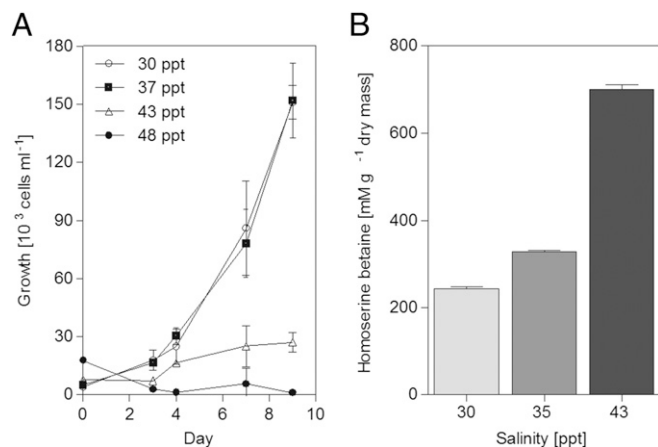 A
B
180
150
120
90
60
30
0
Growth [10 3 cells ml-1]
30 ppt
37 ppt
43 ppt
48 ppt
0 2 4 6 8 10
Day
800
600
400
200
0
Homoserine betaine [mM g -1 dry mass]
30 35 43
Salinity [ppt]